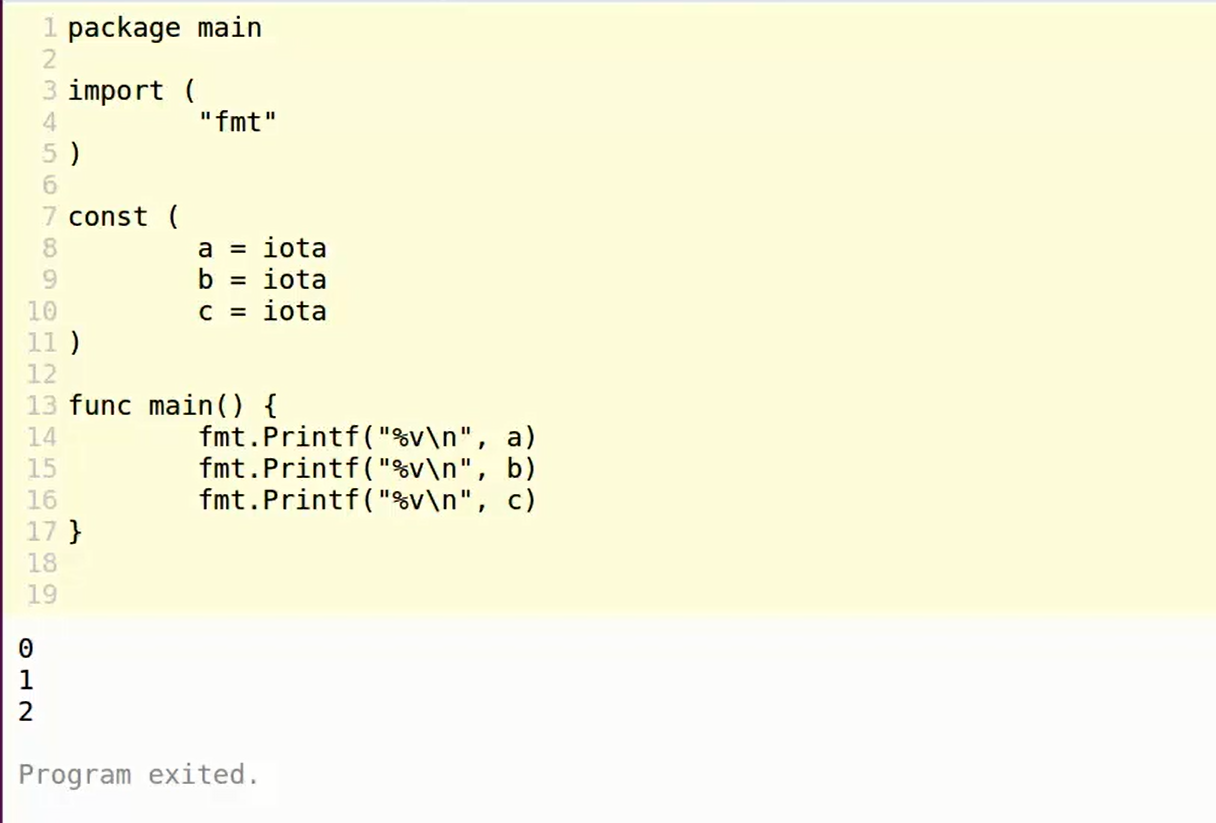 1 package main
2
3 import (
4         "fmt"
5 )
6
7 const (
8         a = iota
9         b = iota
10         c = iota
11 )
12
13 func main() {
14         fmt.Printf("%v\n", a)
15         fmt.Printf("%v\n", b)
16         fmt.Printf("%v\n", c)
17 }
18
19
0
1
2
Program exited.